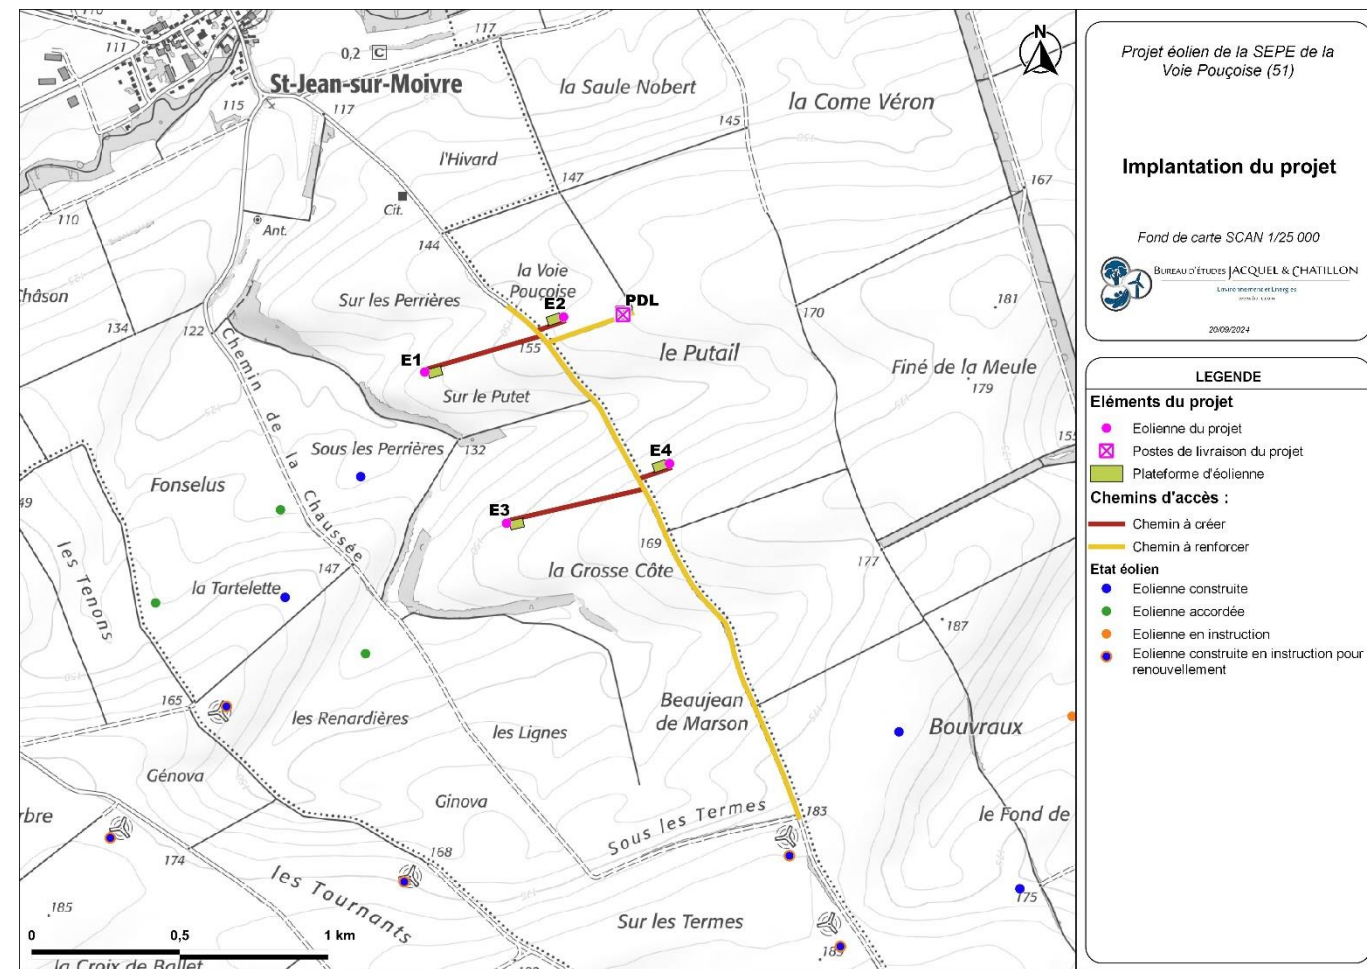 111
117
0,2 C
St-Jean-sur-Moivre
115
117
la Saule Nobert
la Come Véron
145
l'Hivard
147
167
Cit.
110
Ant.
144
la Voie
Pouçoise
Sur les Perrières
E2
PDL
181
134
122
155
170
le Putail
E1
Finé de la Meule
179
Sur le Putet
Chemin de la Chaussée
Sous les Perrières
132
155
E4
Fonselus
49
E3
les Tenons
169
177
147
la Grosse Côte
la Tartelette
187
165
les Renardières
les Lignes
Beaujean
de Marson
Bouvraux
Génova
Ginova
Sous les Termes
183
le Fond de
rbre
174
168
les Tournants
175
185
Sur les Termes
0
0,5
1 km
185
la Croix de Ballet
N
Projet éolien de la SEPE de la
Voie Pouçoise (51)
Implantation du projet
Fond de carte SCAN 1/25 000
BUREAU D'ÉTUDES JACQUEL & CHATILLON
Environnement et Energies
20/09/2024
LEGENDE
Eléments du projet
Eolienne du projet
Postes de livraison du projet
Plateforme d'éolienne
Chemins d'accès :
Chemin à créer
Chemin à renforcer
Etat éolien
Eolienne construite
Eolienne accordée
Eolienne en instruction
Eolienne construite en instruction pour
renouvellement